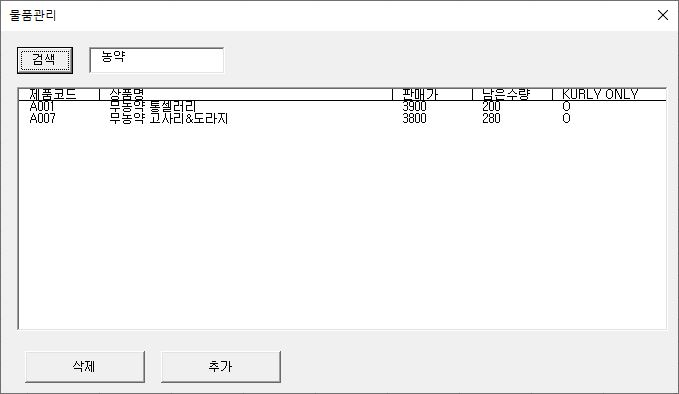 물품관리
검색 농약
제품코드 상품명 판매가 남은수량 KURLY ONLY
A001 무농약 통셀러리 3900 200 O
A007 무농약 고사리&도라지 3800 280 O
삭제 추가